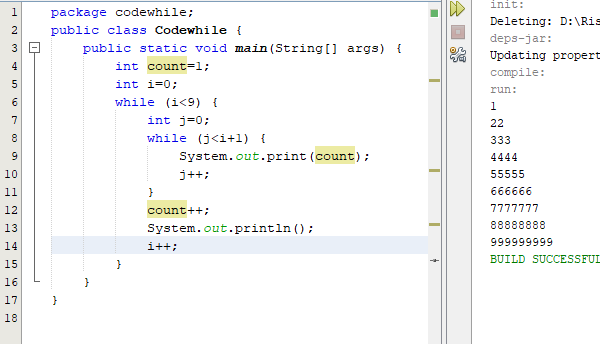 1 package codewhile;
2 public class Codewhile {
3 public static void main(String[] args) {
4 int count=1;
5 int i=0;
6 while (i<9) {
7 int j=0;
8 while (j<i+1) {
9 System.out.print(count);
10 j++;
11 }
12 count++;
13 System.out.println();
14 i++;
15 }
16 }
17 }
18
init:
Deleting: D:\Ris
deps-jar:
Updating propert
compile:
run:
1
22
333
4444
55555
666666
7777777
88888888
999999999
BUILD SUCCESSFUL